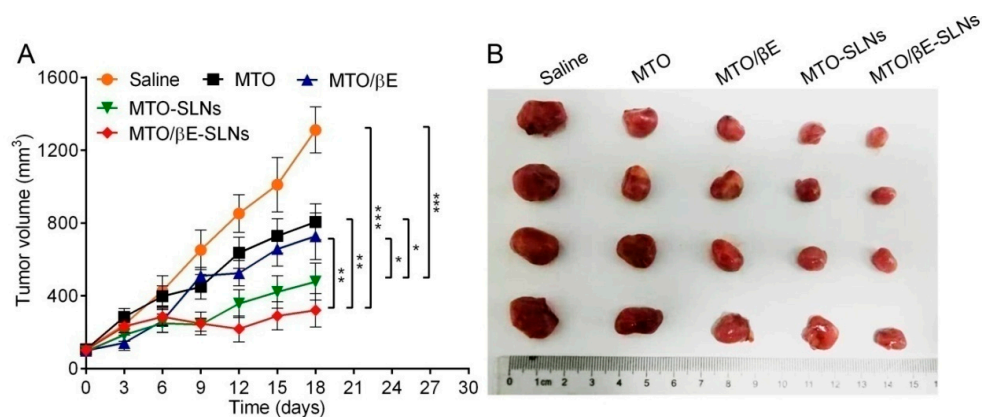 A
B
Saline MTO MTO/βE
MTO-SLNs
MTO/βE-SLNs
Tumor volume (mm³)
1600
1200
800
400
0
0 3 6 9 12 15 18 21 24 27 30
Time (days)
** ** *** * * ***
Saline MTO MTO/βE MTO-SLNs MTO/βE-SLNs
0 1cm 2 3 4 5 6 7 8 9 10 11 12 13 14 15